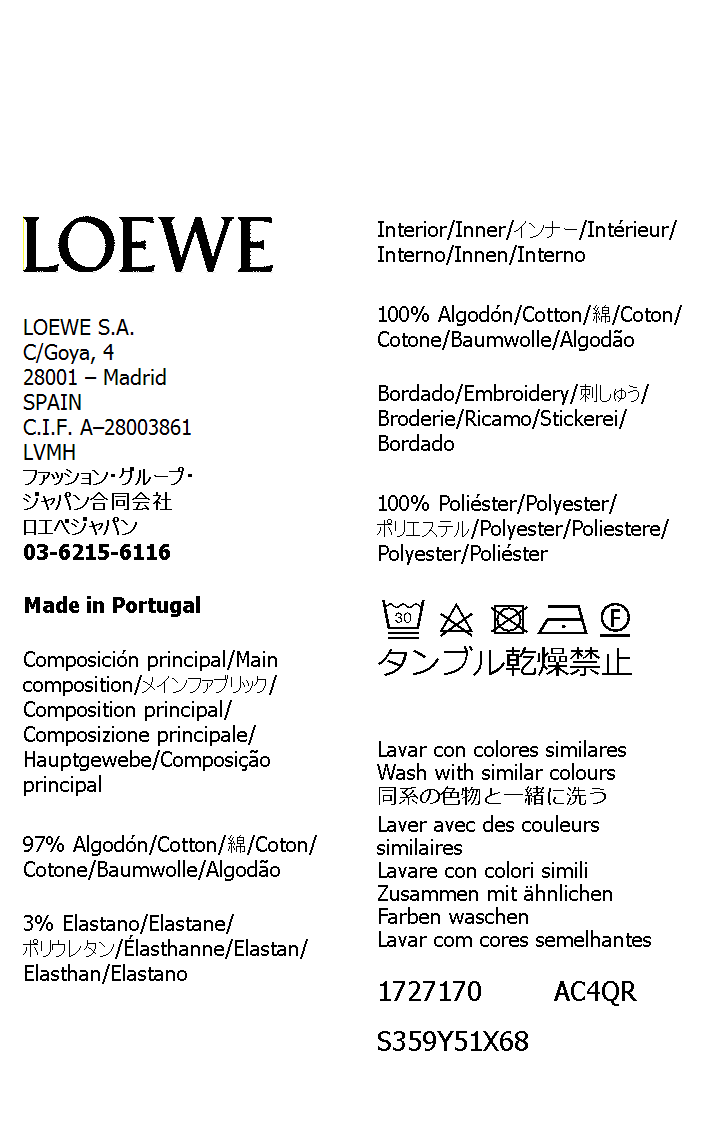 LOEWE
LOEWE S.A.
C/Goya, 4
28001 – Madrid
SPAIN
C.I.F. A–28003861
LVMH
ファッション・グループ・
ジャパン合同会社
ロエベジャパン
03-6215-6116
Made in Portugal
Composición principal/Main
composition/メインファブリック/
Composition principal/
Composizione principale/
Hauptgewebe/Composição
principal
97% Algodón/Cotton/綿/Coton/
Cotone/Baumwolle/Algodão
3% Elastano/Elastane/
ポリウレタン/Élasthanne/Elastan/
Elasthan/Elastano
Interior/Inner/インナー/Intérieur/
Interno/Innen/Interno
100% Algodón/Cotton/綿/Coton/
Cotone/Baumwolle/Algodão
Bordado/Embroidery/刺しゅう/
Broderie/Ricamo/Stickerei/
Bordado
100% Poliéster/Polyester/
ポリエステル/Polyester/Poliestere/
Polyester/Poliéster
30 F
タンブル乾燥禁止
Lavar con colores similares
Wash with similar colours
同系の色物と一緒に洗う
Laver avec des couleurs
similaires
Lavare con colori simili
Zusammen mit ähnlichen
Farben waschen
Lavar com cores semelhantes
1727170 AC4QR
S359Y51X68